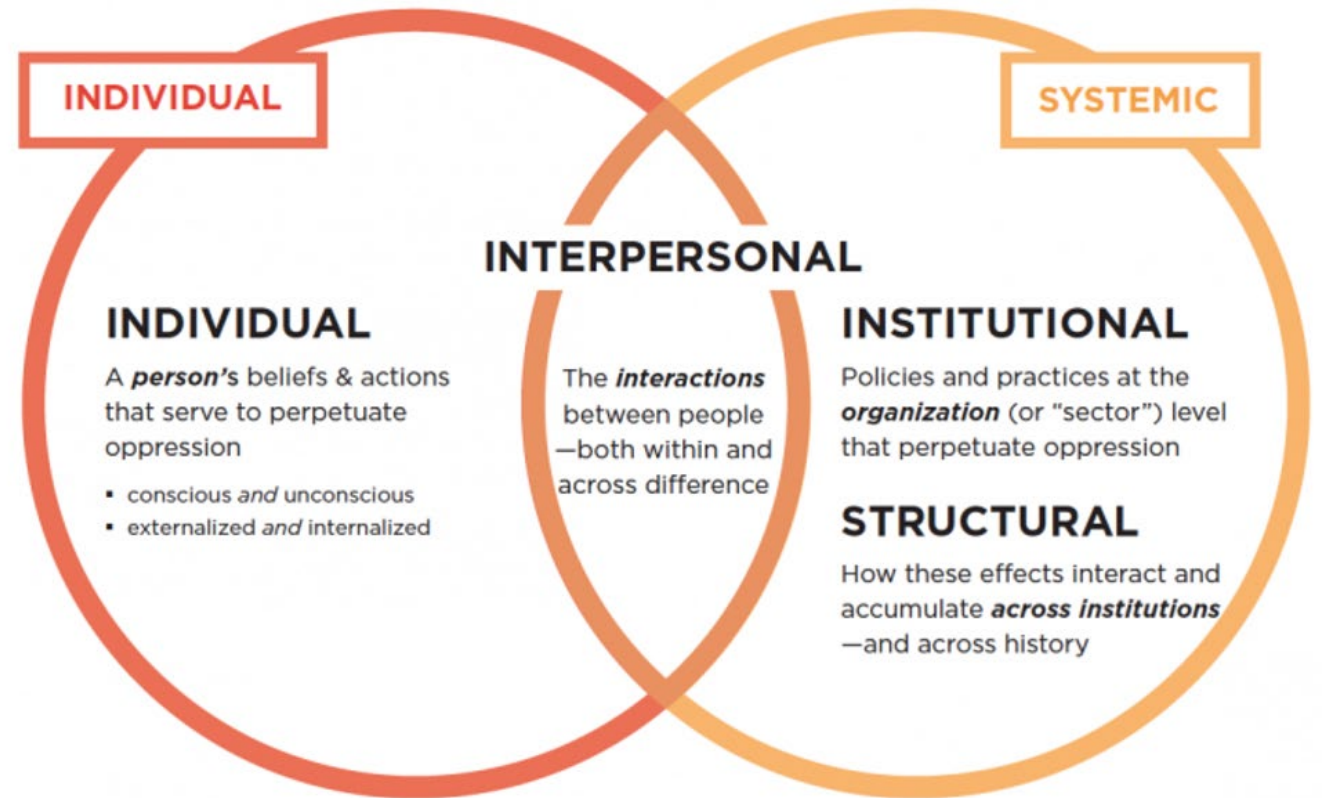 INDIVIDUAL
SYSTEMIC
INTERPERSONAL
INDIVIDUAL
A person's beliefs & actions
that serve to perpetuate
oppression
▪ conscious and unconscious
▪ externalized and internalized
The interactions
between people
—both within and
across difference
INSTITUTIONAL
Policies and practices at the
organization (or “sector”) level
that perpetuate oppression
STRUCTURAL
How these effects interact and
accumulate across institutions
—and across history